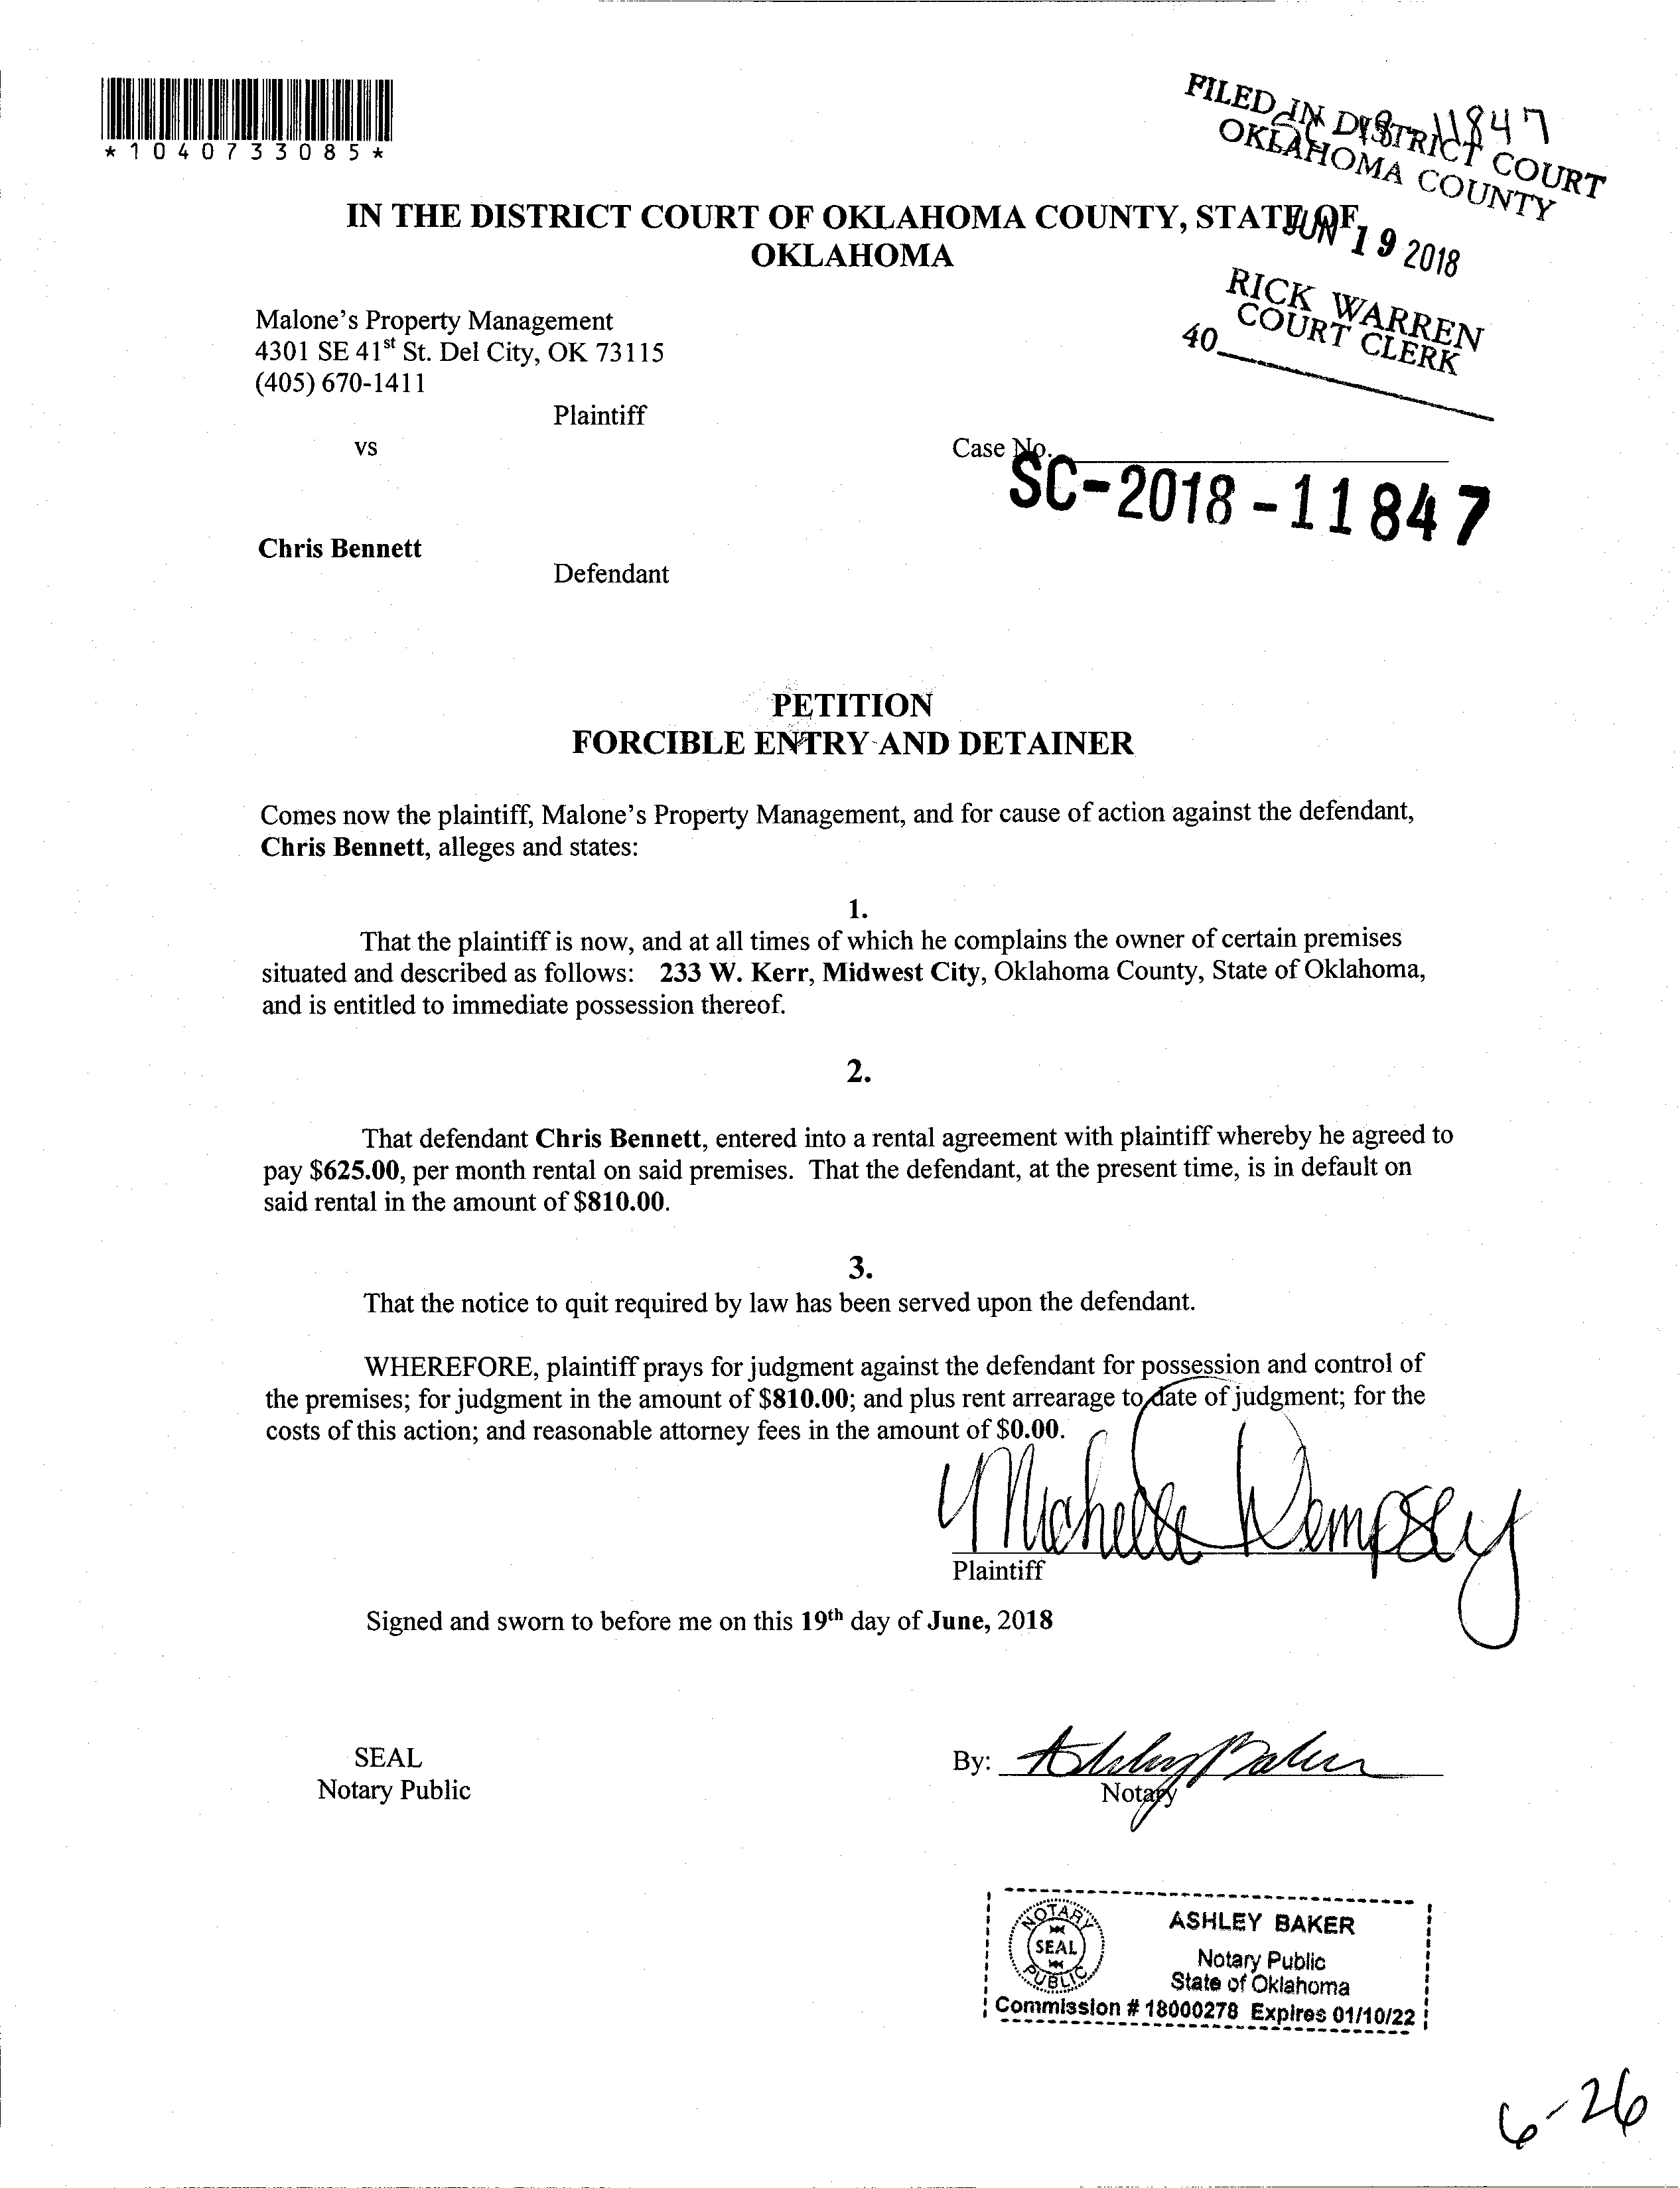 *1040733085*
FILED IN DISTRICT COURT
OKLAHOMA COUNTY
11847
JUN 19 2018
RICK WARREN
COURT CLERK
40
IN THE DISTRICT COURT OF OKLAHOMA COUNTY, STATE OF
OKLAHOMA
Malone's Property Management
4301 SE 41st St. Del City, OK 73115
(405) 670-1411
Plaintiff
vs
Case No.
SC-2018-11847
Chris Bennett
Defendant
PETITION
FORCIBLE ENTRY AND DETAINER
Comes now the plaintiff, Malone's Property Management, and for cause of action against the defendant,
Chris Bennett, alleges and states:
1.
That the plaintiff is now, and at all times of which he complains the owner of certain premises
situated and described as follows: 233 W. Kerr, Midwest City, Oklahoma County, State of Oklahoma,
and is entitled to immediate possession thereof.
2.
That defendant Chris Bennett, entered into a rental agreement with plaintiff whereby he agreed to
pay $625.00, per month rental on said premises. That the defendant, at the present time, is in default on
said rental in the amount of $810.00.
3.
That the notice to quit required by law has been served upon the defendant.
WHEREFORE, plaintiff prays for judgment against the defendant for possession and control of
the premises; for judgment in the amount of $810.00; and plus rent arrearage to date of judgment; for the
costs of this action; and reasonable attorney fees in the amount of $0.00.
Michelle Dempsey
Plaintiff
Signed and sworn to before me on this 19th day of June, 2018
SEAL
Notary Public
By: Ashley Baker
Notary
NOTARY
SEAL
PUBLIC
ASHLEY BAKER
Notary Public
State of Oklahoma
Commission # 18000278 Expires 01/10/22
6-26